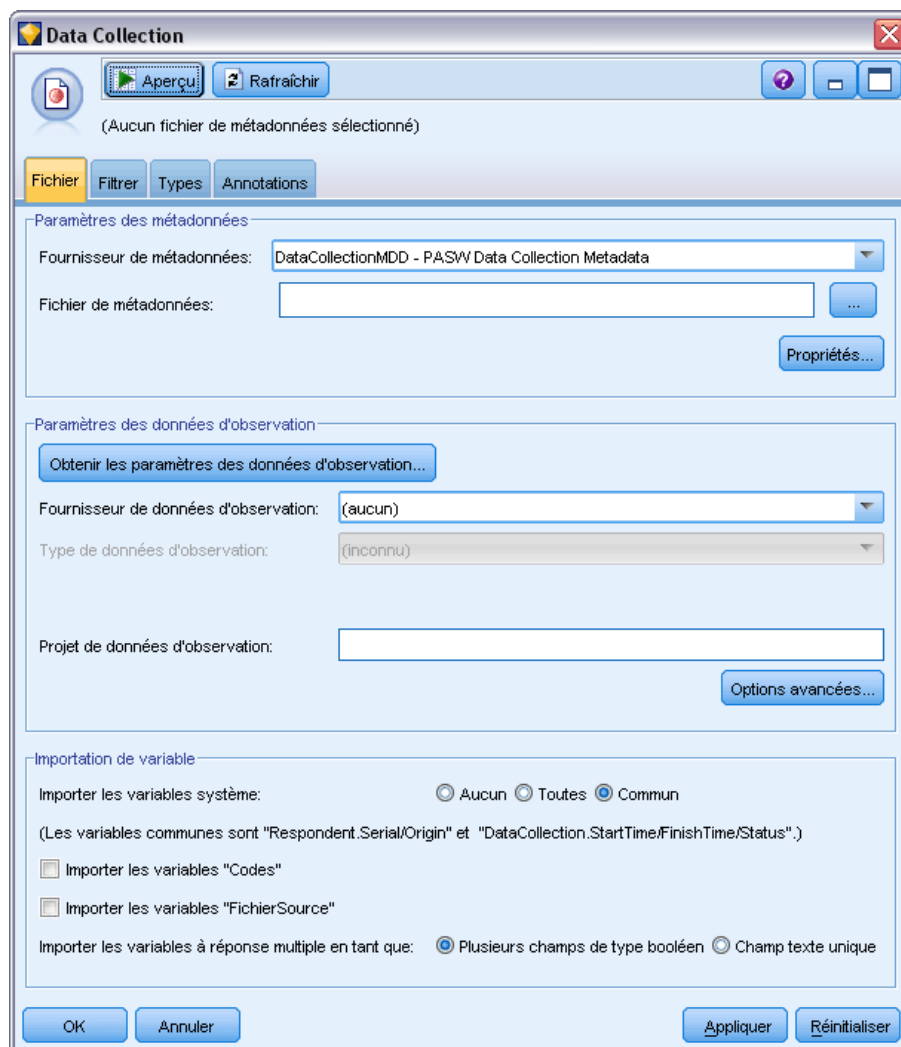 Data Collection
Aperçu Rafraîchir
(Aucun fichier de métadonnées sélectionné)
Fichier Filtrer Types Annotations
Paramètres des métadonnées
Fournisseur de métadonnées: DataCollectionMDD - PASW Data Collection Metadata
Fichier de métadonnées: ...
Propriétés...
Paramètres des données d'observation
Obtenir les paramètres des données d'observation...
Fournisseur de données d'observation: (aucun)
Type de données d'observation: (inconnu)
Projet de données d'observation:
Options avancées...
Importation de variable
Importer les variables système: Aucun Toutes Commun
(Les variables communes sont "Respondent.Serial/Origin" et "DataCollection.StartTime/FinishTime/Status".)
Importer les variables "Codes"
Importer les variables "FichierSource"
Importer les variables à réponse multiple en tant que: Plusieurs champs de type booléen Champ texte unique
OK Annuler Appliquer Réinitialiser